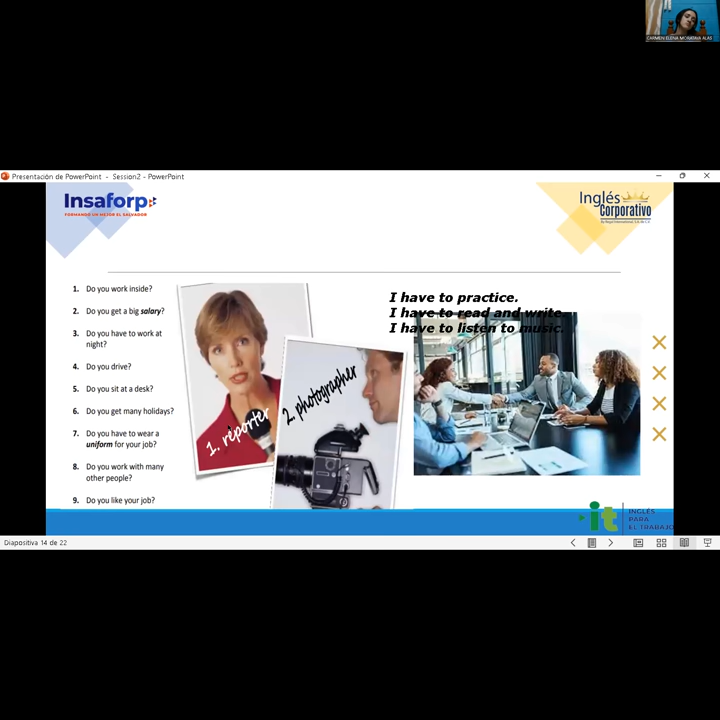 CARMEN ELENA MONTANA ALAS
Presentación de PowerPoint - Session2 - PowerPoint
Insaforp
FORMANDO UN MEJOR EL SALVADOR
Inglés
Corporativo
1. Do you work inside?
2. Do you get a big salary?
3. Do you have to work at
night?
4. Do you drive?
5. Do you sit at a desk?
6. Do you get many holidays?
7. Do you have to wear a
uniform for your job?
8. Do you work with many
other people?
9. Do you like your job?
1. reporter
2. photographer
I have to practice.
I have to read and write.
I have to listen to music.
it
INGLÉS
PARA
EL TRABAJO
Diapositiva 14 de 22